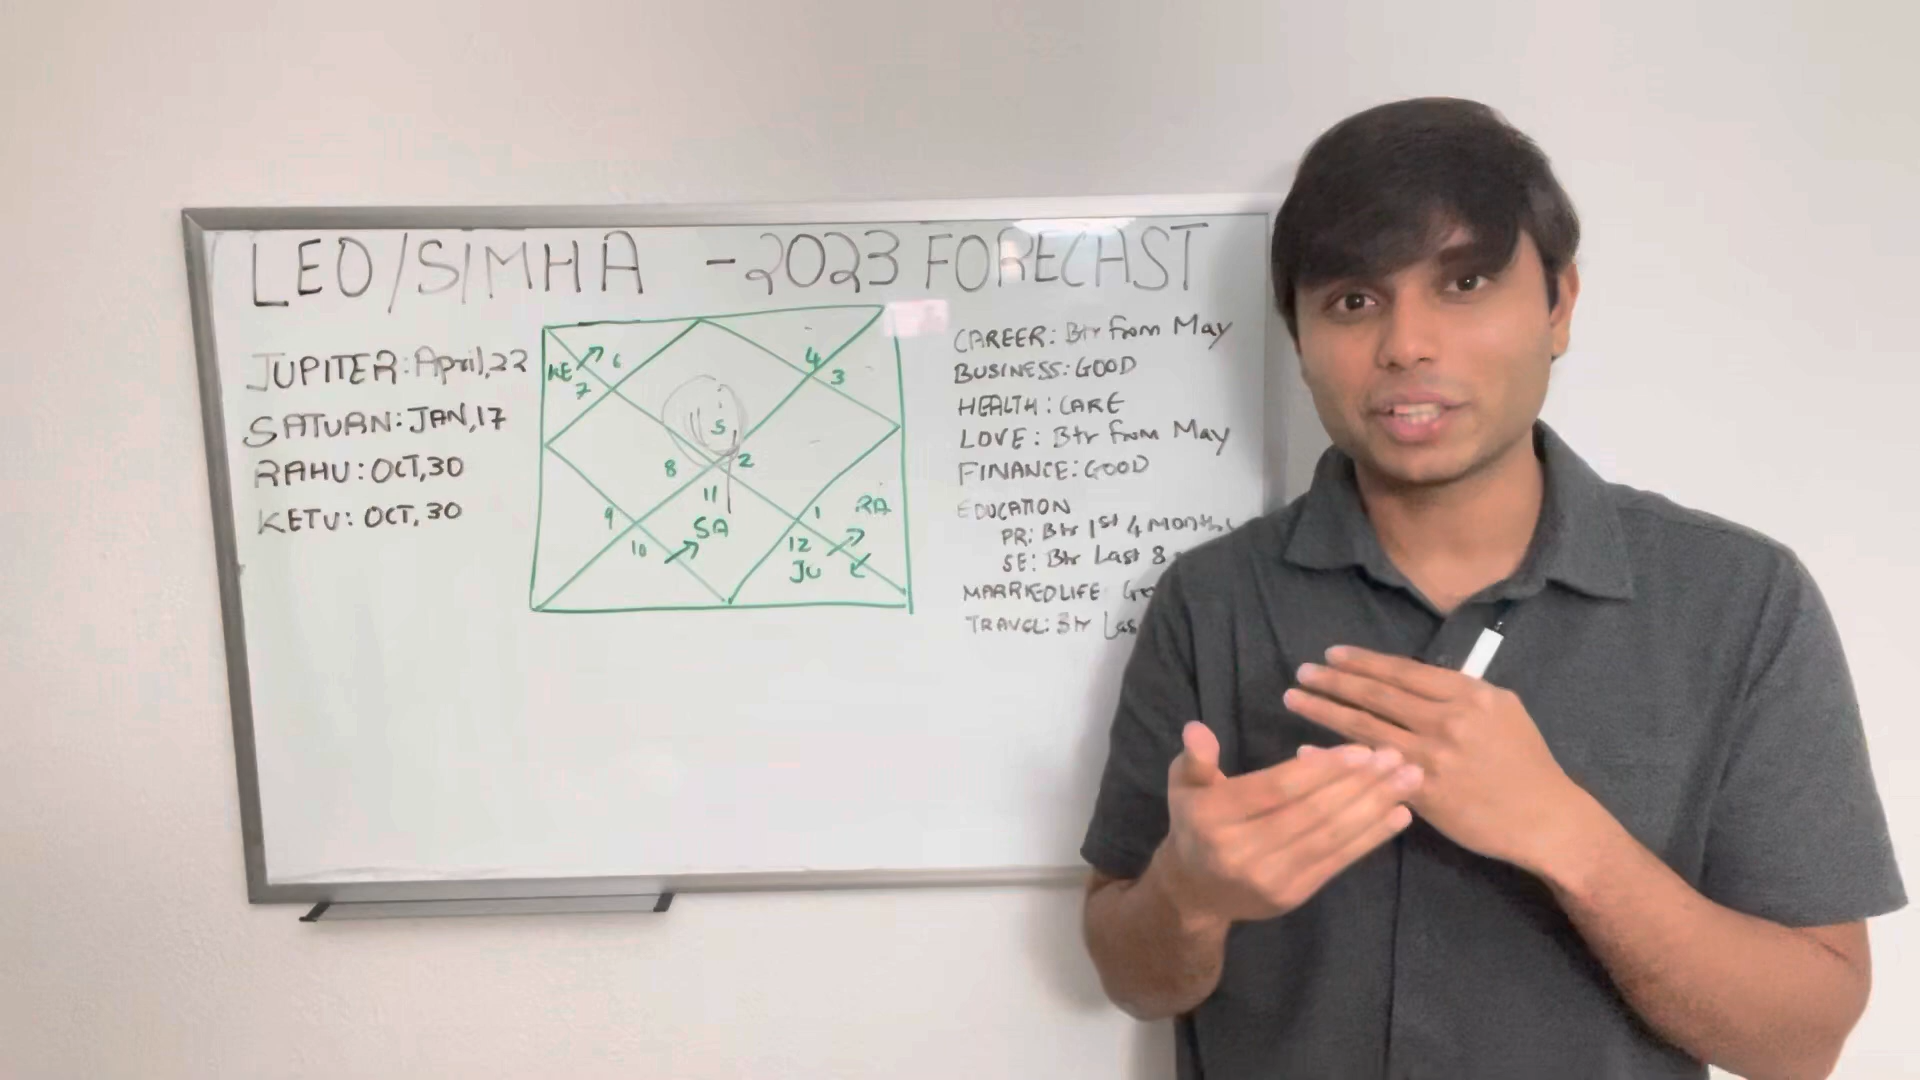 LEO/SIMHA - 2023 FORECAST
JUPITER: April, 22
SATURN: JAN, 17
RAHU: OCT, 30
KETU: OCT, 30
KE 6
7
4
3
5
8 2
11
SA
9
10
1 RA
12
JU
CAREER: Btr from May
BUSINESS: GOOD
HEALTH: CARE
LOVE: Btr from May
FINANCE: GOOD
EDUCATION
PR: Btr 1st 4 Months
SE: Btr Last 8
MARRIEDLIFE
TRAVEL: Btr